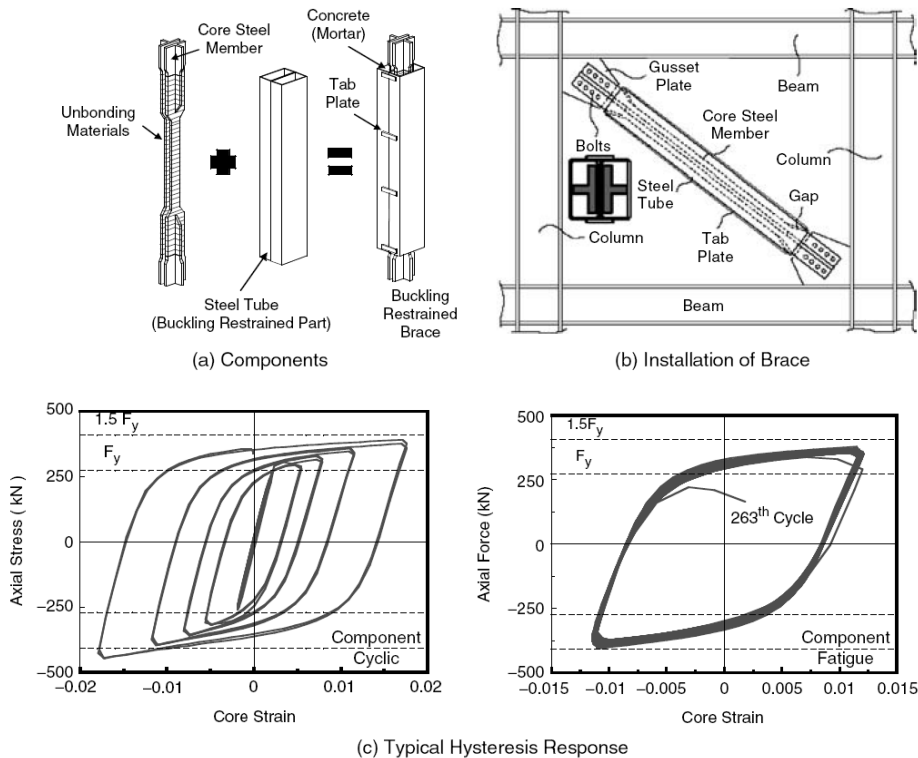 Core Steel
Member
Unbonding
Materials
Steel Tube
(Buckling Restrained Part)
Concrete
(Mortar)
Tab
Plate
Buckling
Restrained
Brace
(a) Components
Gusset
Plate
Beam
Core Steel
Member
Bolts
Column
Steel
Tube
Gap
Column
Tab
Plate
Beam
(b) Installation of Brace
500
250
0
−250
−500
Axial Stress ( kN)
1.5 Fy
Fy
Component
Cyclic
−0.02
−0.01
0
0.01
0.02
Core Strain
500
250
0
−250
−500
Axial Force (kN)
1.5Fy
Fy
263th Cycle
Component
Fatigue
−0.015
−0.01
−0.005
0
0.005
0.01
0.015
Core Strain
(c) Typical Hysteresis Response